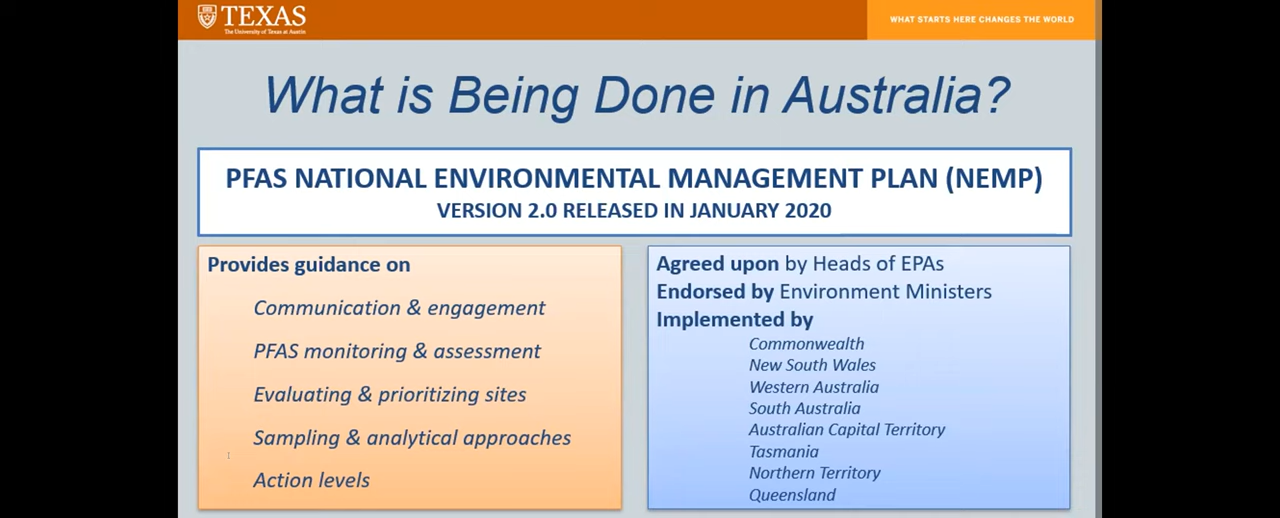 TEXAS
The University of Texas at Austin
WHAT STARTS HERE CHANGES THE WORLD
What is Being Done in Australia?
PFAS NATIONAL ENVIRONMENTAL MANAGEMENT PLAN (NEMP)
VERSION 2.0 RELEASED IN JANUARY 2020
Provides guidance on
Communication & engagement
PFAS monitoring & assessment
Evaluating & prioritizing sites
Sampling & analytical approaches
Action levels
Agreed upon by Heads of EPAs
Endorsed by Environment Ministers
Implemented by
Commonwealth
New South Wales
Western Australia
South Australia
Australian Capital Territory
Tasmania
Northern Territory
Queensland